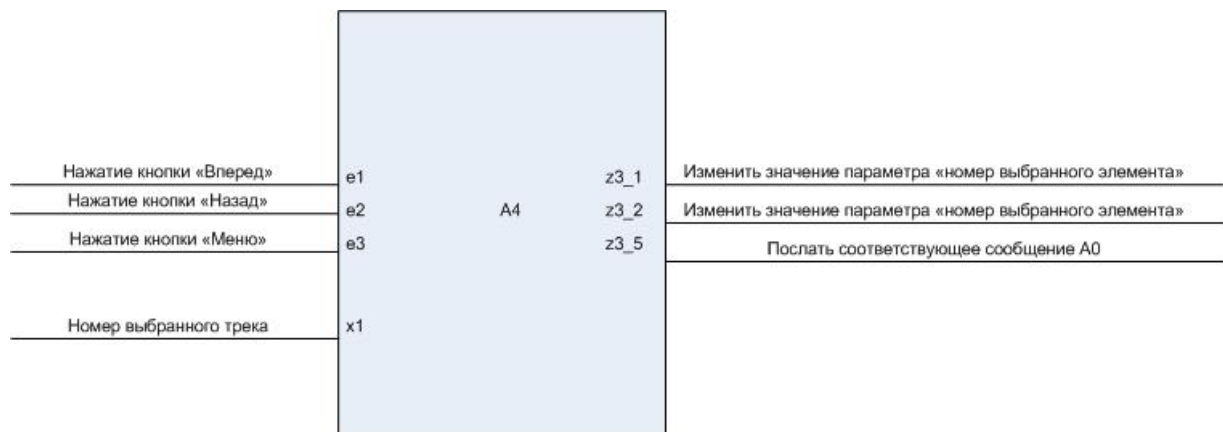 Нажатие кнопки «Вперед»
e1
z3_1
Изменить значение параметра «номер выбранного элемента»
Нажатие кнопки «Назад»
e2
A4
z3_2
Изменить значение параметра «номер выбранного элемента»
Нажатие кнопки «Меню»
e3
z3_5
Послать соответствующее сообщение A0
Номер выбранного трека
x1